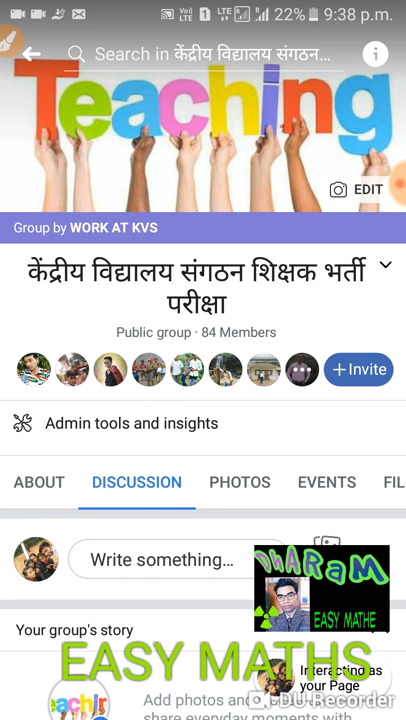 22% 9:38 p.m.
Search in केंद्रीय विद्यालय संगठन...
Teaching
EDIT
Group by WORK AT KVS
केंद्रीय विद्यालय संगठन शिक्षक भर्ती
परीक्षा
Public group · 84 Members
+Invite
Admin tools and insights
ABOUT DISCUSSION PHOTOS EVENTS FIL
Write something...
DhARaM
EASY MATHE
Your group's story
EASY MATHS
Interacting as
your Page
Add photos and
DU Recorder
share everyday moments with